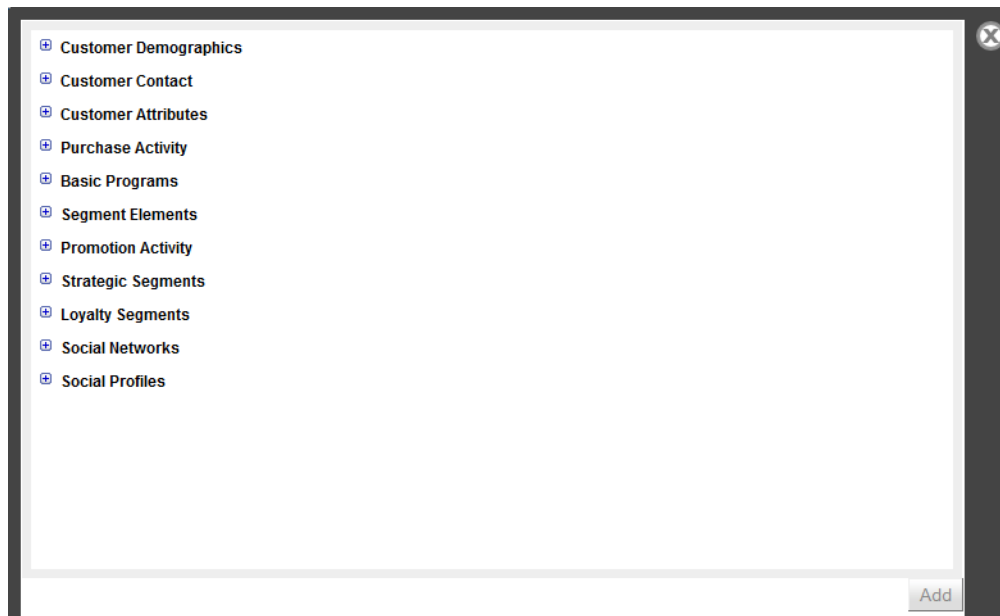 Customer Demographics
Customer Contact
Customer Attributes
Purchase Activity
Basic Programs
Segment Elements
Promotion Activity
Strategic Segments
Loyalty Segments
Social Networks
Social Profiles
Add